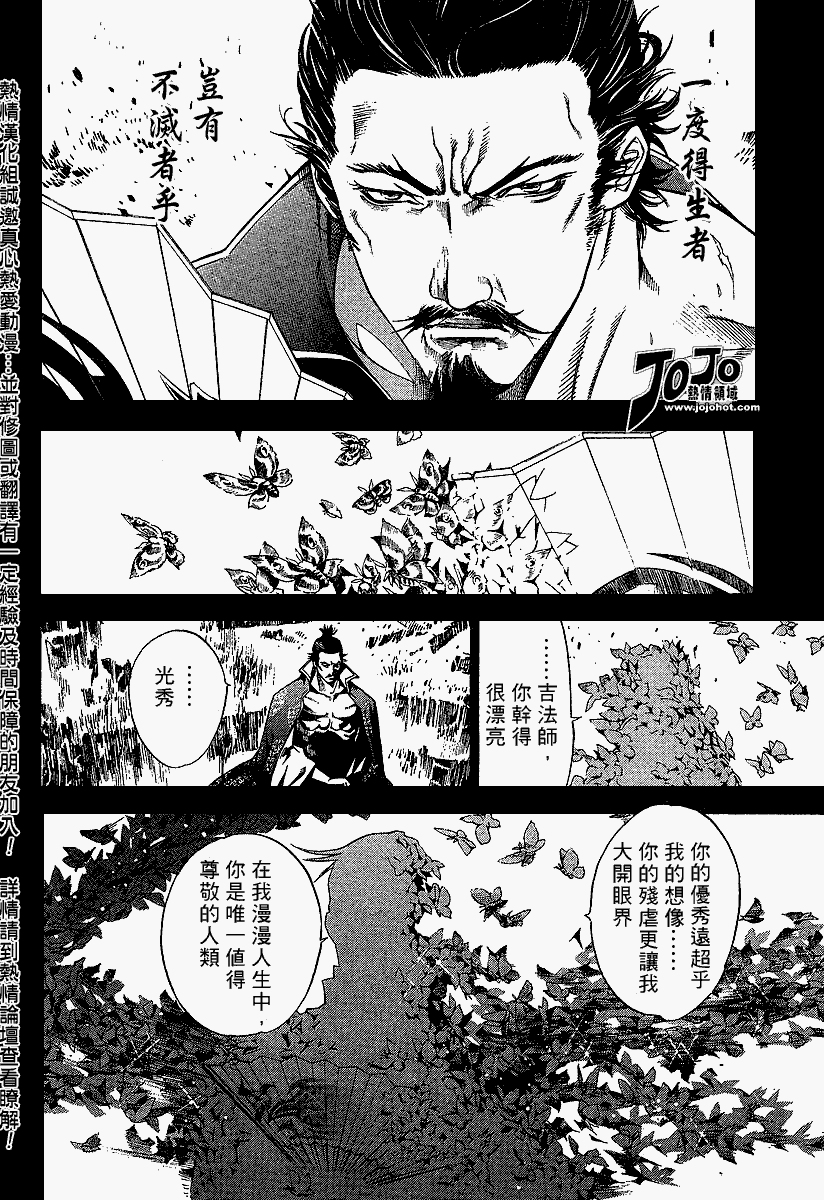 一度得生者
豈有
不滅者乎
JOJO
熱情領域
www.jojohot.com
……吉法師，
你幹得
很漂亮
……
光秀
你的優秀遠超乎
我的想像……
你的殘虐更讓我
大開眼界
在我漫漫人生中，
你是唯一值得
尊敬的人類
熱情漢化組誠邀真心熱愛動漫…並對修圖或翻譯有一定經驗及時間保障的朋友加入！ 詳情請到熱情論壇查看瞭解！